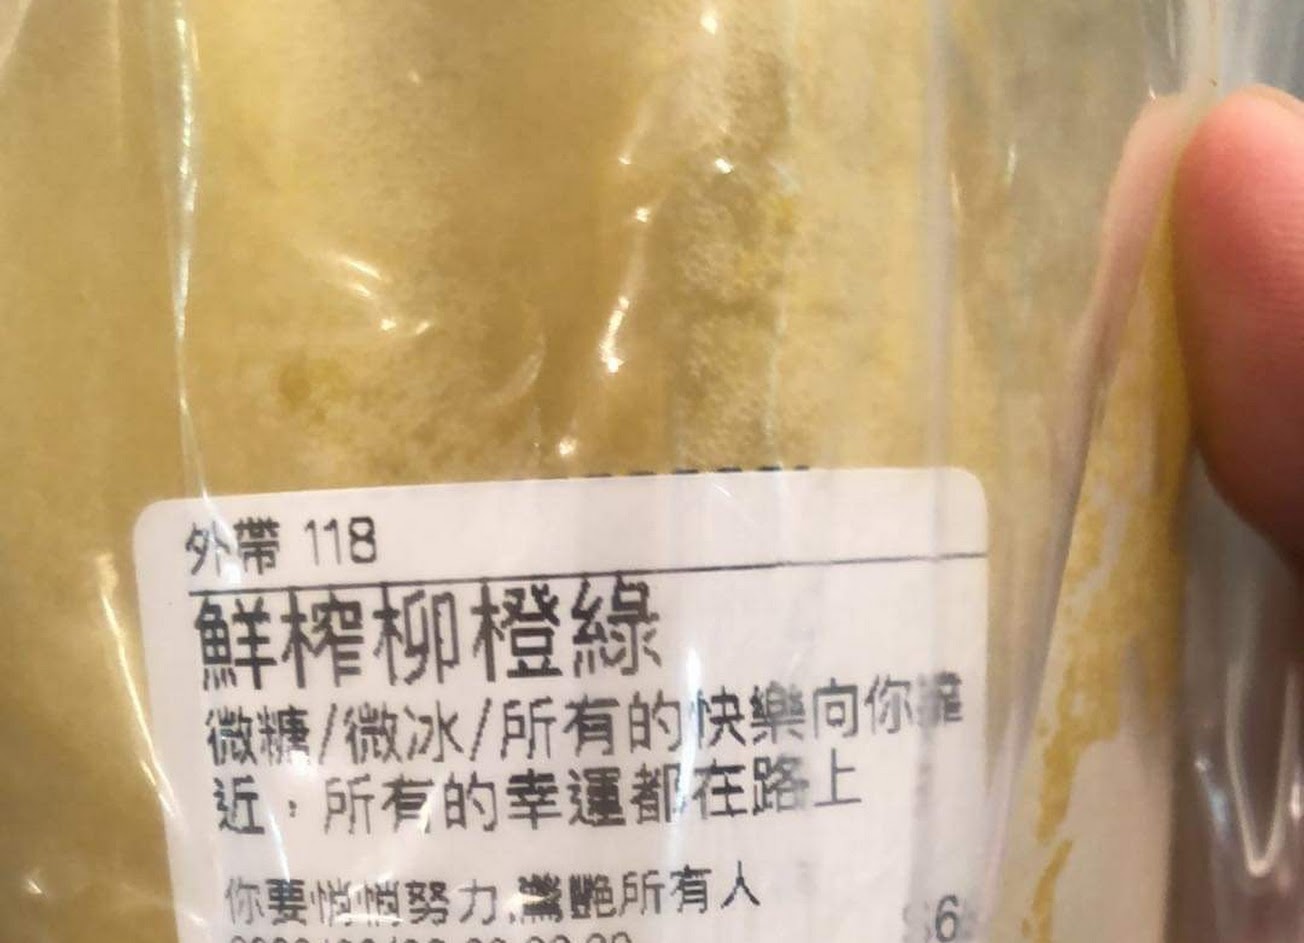 外帶 118
鮮榨柳橙綠
微糖/微冰/所有的快樂向你靠
近，所有的幸運都在路上
你要悄悄努力,驚艷所有人